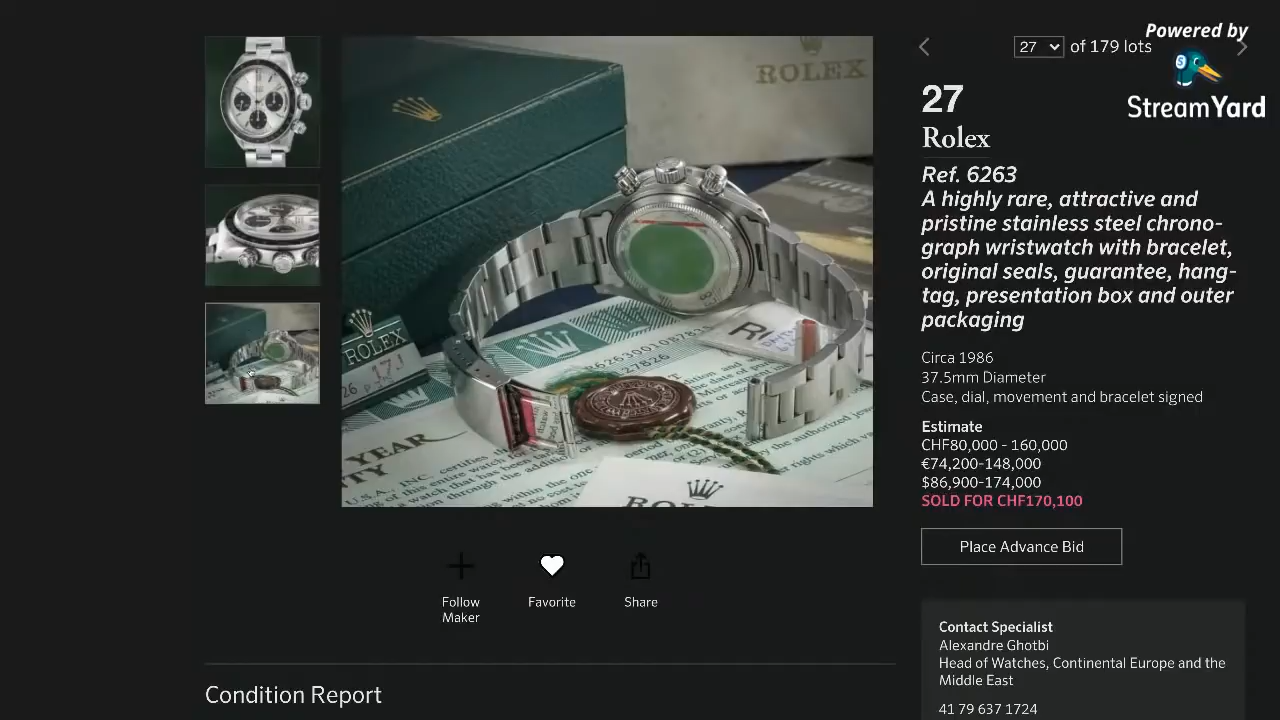 Powered by
StreamYard
27 of 179 lots
27
Rolex
Ref. 6263
A highly rare, attractive and
pristine stainless steel chrono-
graph wristwatch with bracelet,
original seals, guarantee, hang-
tag, presentation box and outer
packaging
Circa 1986
37.5mm Diameter
Case, dial, movement and bracelet signed
Estimate
CHF80,000 - 160,000
€74,200-148,000
$86,900-174,000
SOLD FOR CHF170,100
Place Advance Bid
Contact Specialist
Alexandre Ghotbi
Head of Watches, Continental Europe and the
Middle East
41 79 637 1724
ROLEX
ROLEX
YEAR
U.S.A., INC.
Follow
Maker
Favorite
Share
Condition Report